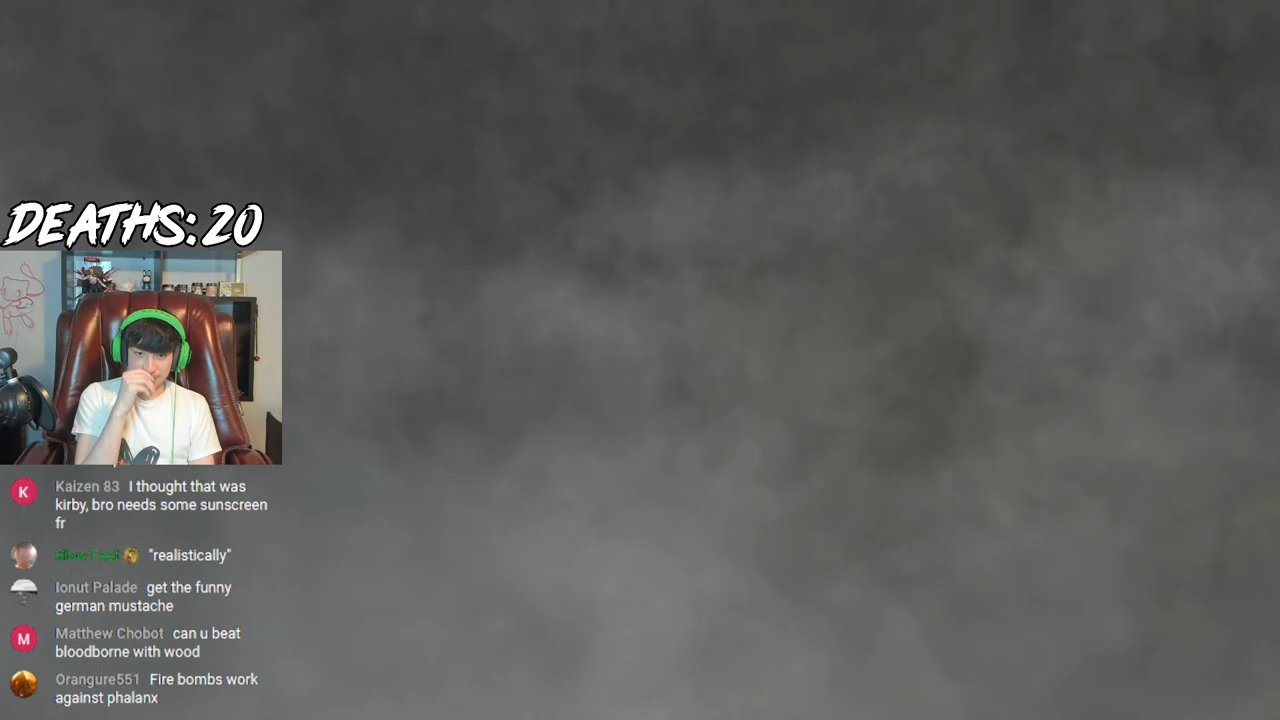 DEATHS:20
Kaizen 83 I thought that was
kirby, bro needs some sunscreen
fr
"realistically"
Ionut Palade get the funny
german mustache
Matthew Chobot can u beat
bloodborne with wood
Orangure551 Fire bombs work
against phalanx
K
M